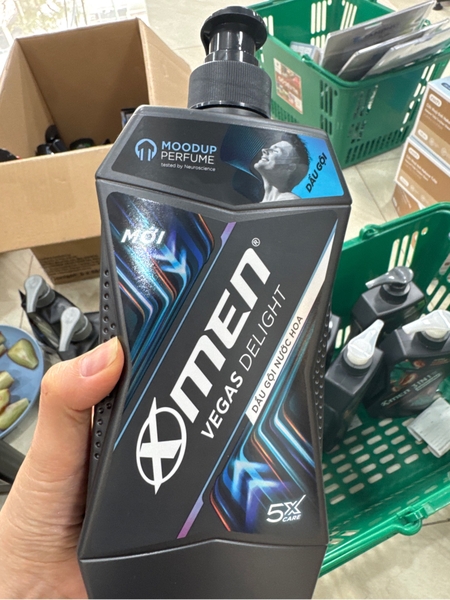 MOODUP
PERFUME
tested by Neuroscience
DẦU GỘI
MỚI
Xmen®
VEGAS DELIGHT
DẦU GỘI NƯỚC HOA
5X
CARE